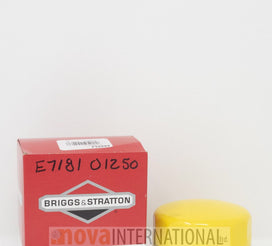 E7181 01250
BRIGGS & STRATTON
nova INTERNATIONAL